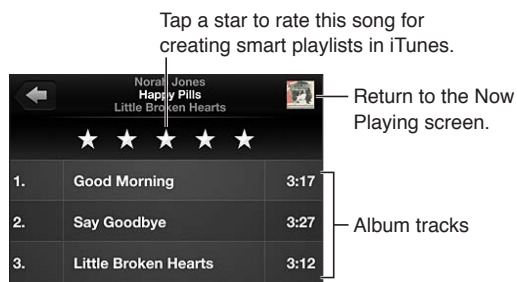 Tap a star to rate this song for
creating smart playlists in iTunes.
Norah Jones
Happy Pills
Little Broken Hearts
Return to the Now
Playing screen.
1. Good Morning 3:17
2. Say Goodbye 3:27
3. Little Broken Hearts 3:12
Album tracks